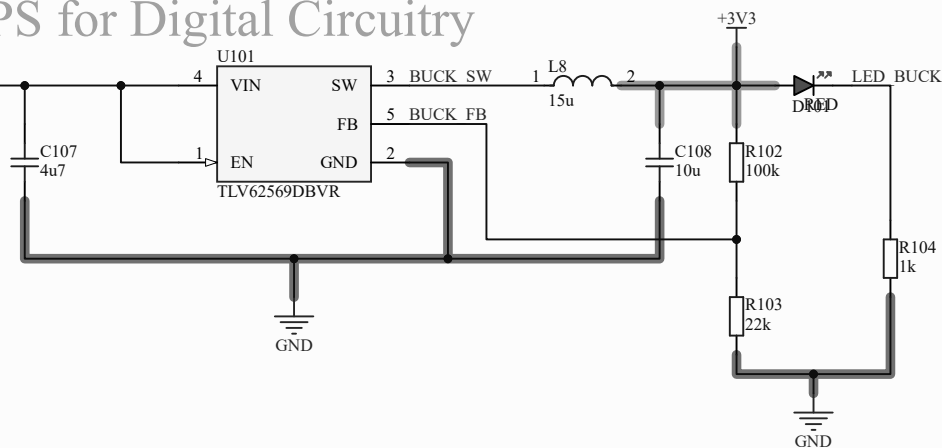 PS for Digital Circuitry
+3V3
U101
4 VIN SW 3 BUCK_SW
1 L8 2
15u
LED_BUCK
RED
FB 5 BUCK_FB
C107
4u7
1 EN GND 2
C108
10u
R102
100k
TLV62569DBVR
R104
1k
R103
22k
GND
GND